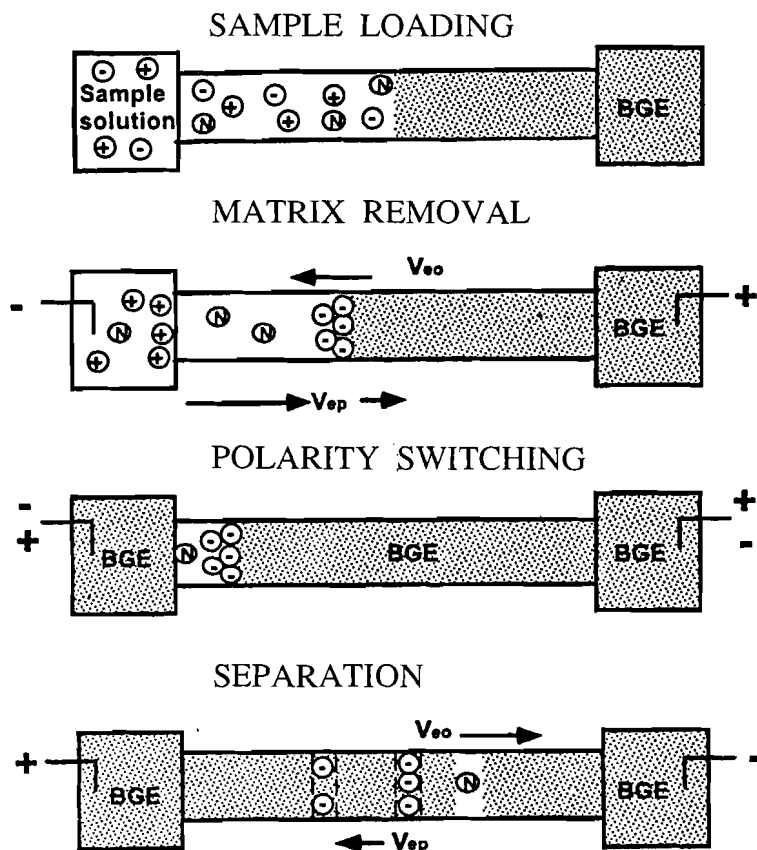 SAMPLE LOADING
- +
Sample
solution
+ -
- + - + N
N + N -
BGE
MATRIX REMOVAL
Veo
- +
+ +
N +
+ +
N N
- - - - -
BGE
Vep
POLARITY SWITCHING
- +
+ -
BGE
N - - - - -
BGE
BGE
SEPARATION
Veo
+ -
BGE
- -
- - -
N
BGE
Vep